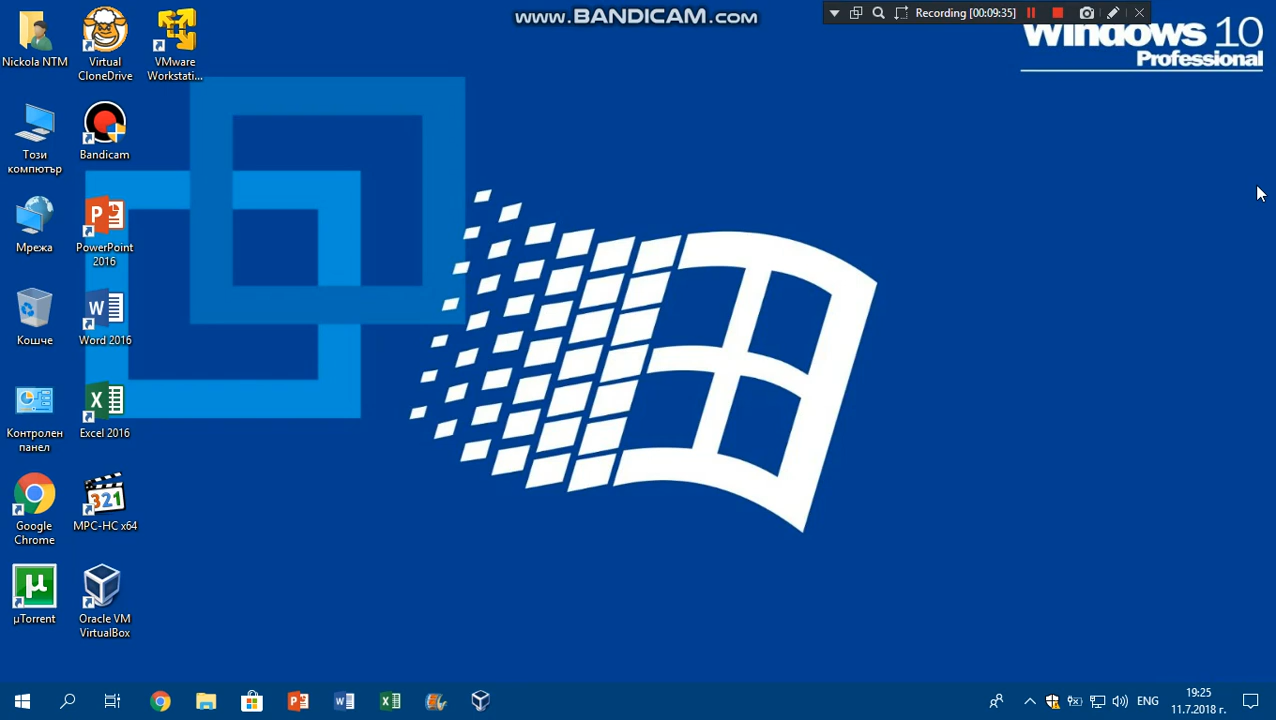 www.BANDICAM.com
Recording [00:09:35]
Windows 10
Professional
Nickola NTM
Virtual
CloneDrive
VMware
Workstati...
Този
компютър
Bandicam
Мрежа
PowerPoint
2016
Кошче
Word 2016
Контролен
панел
Excel 2016
Google
Chrome
321
MPC-HC x64
µTorrent
Oracle VM
VirtualBox
ENG
19:25
11.7.2018 г.